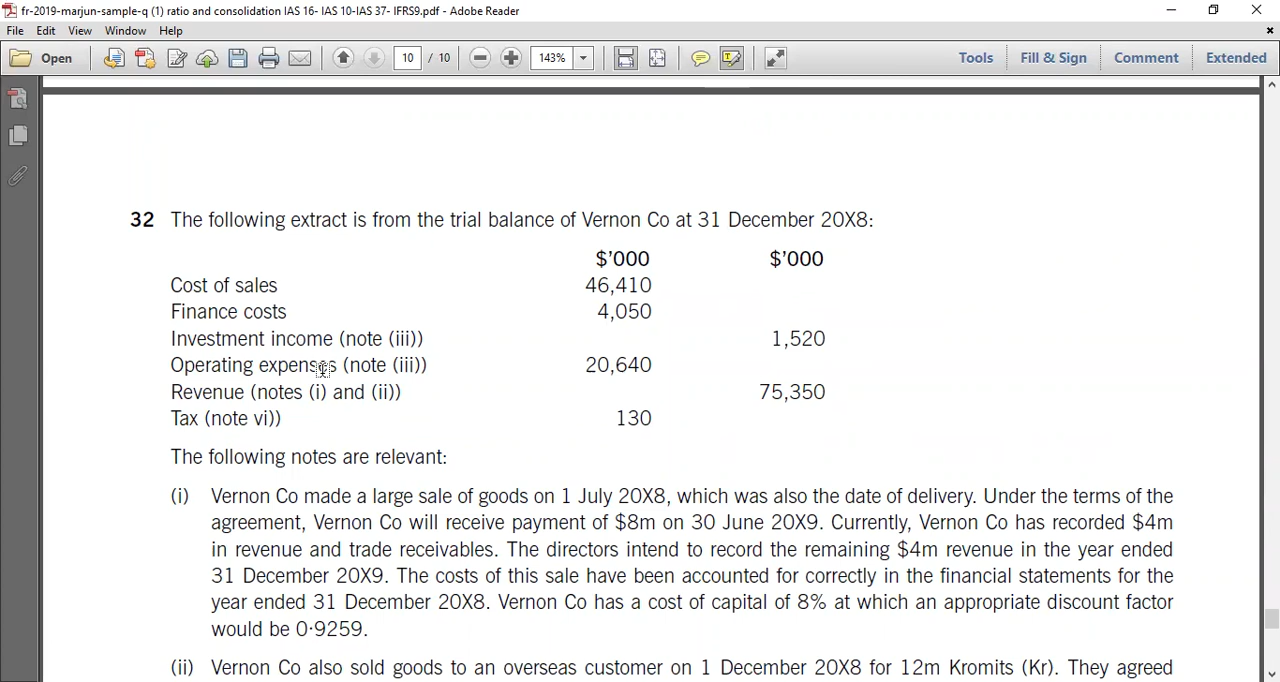 fr-2019-marjun-sample-q (1) ratio and consolidation IAS 16- IAS 10-IAS 37- IFRS9.pdf - Adobe Reader
File Edit View Window Help
Open 10 / 10 143% Tools Fill & Sign Comment Extended
32 The following extract is from the trial balance of Vernon Co at 31 December 20X8:
$'000 $'000
Cost of sales 46,410
Finance costs 4,050
Investment income (note (iii)) 1,520
Operating expenses (note (iii)) 20,640
Revenue (notes (i) and (ii)) 75,350
Tax (note vi)) 130
The following notes are relevant:
(i) Vernon Co made a large sale of goods on 1 July 20X8, which was also the date of delivery. Under the terms of the
agreement, Vernon Co will receive payment of $8m on 30 June 20X9. Currently, Vernon Co has recorded $4m
in revenue and trade receivables. The directors intend to record the remaining $4m revenue in the year ended
31 December 20X9. The costs of this sale have been accounted for correctly in the financial statements for the
year ended 31 December 20X8. Vernon Co has a cost of capital of 8% at which an appropriate discount factor
would be 0·9259.
(ii) Vernon Co also sold goods to an overseas customer on 1 December 20X8 for 12m Kromits (Kr). They agreed